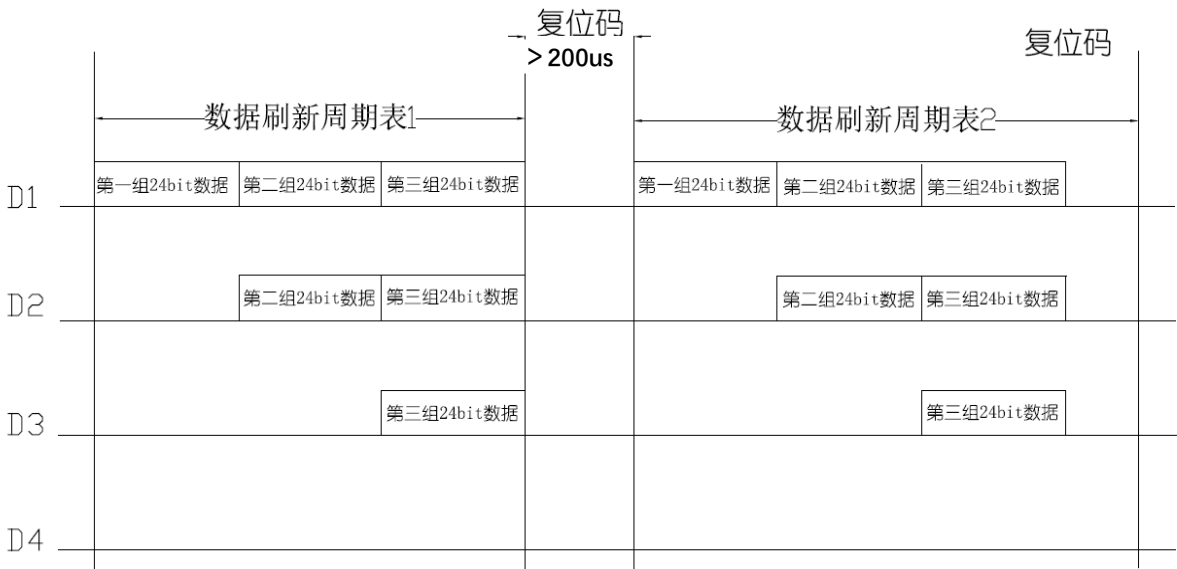 复位码
>200us
复位码
数据刷新周期表1
数据刷新周期表2
D1
第一组24bit数据
第二组24bit数据
第三组24bit数据
第一组24bit数据
第二组24bit数据
第三组24bit数据
D2
第二组24bit数据
第三组24bit数据
第二组24bit数据
第三组24bit数据
D3
第三组24bit数据
第三组24bit数据
D4